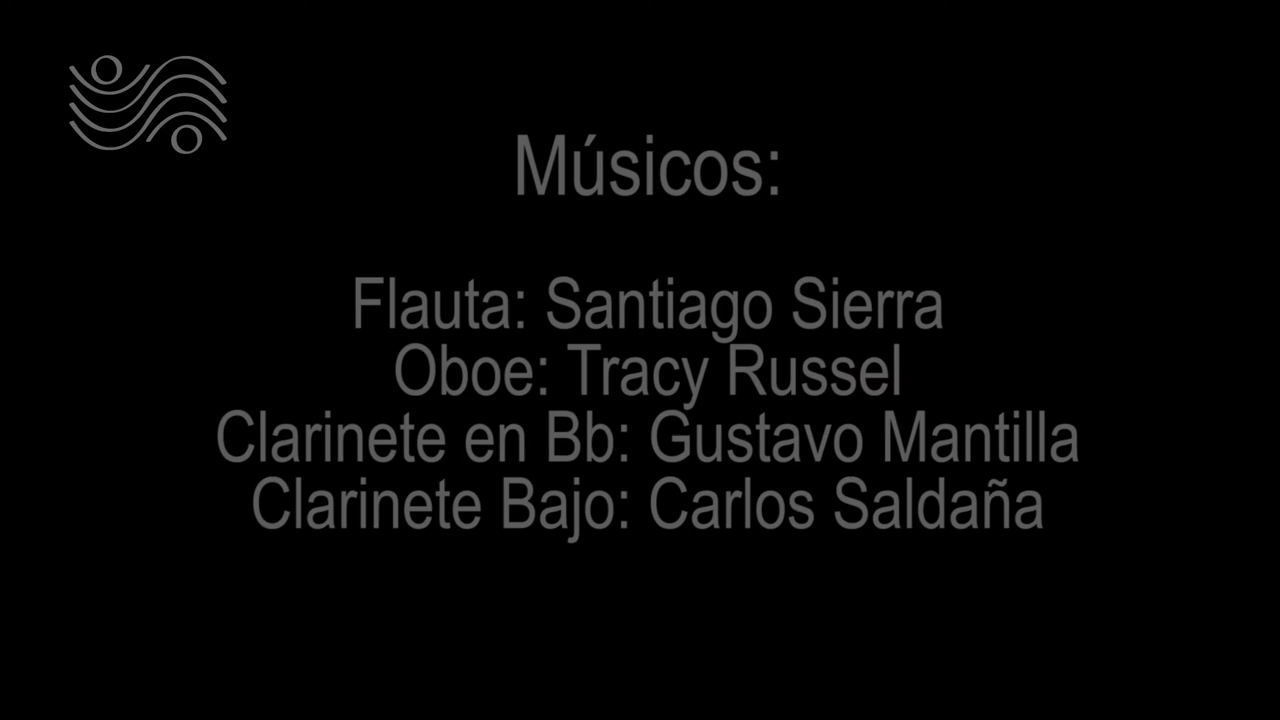 Músicos:
Flauta: Santiago Sierra
Oboe: Tracy Russel
Clarinete en Bb: Gustavo Mantilla
Clarinete Bajo: Carlos Saldaña